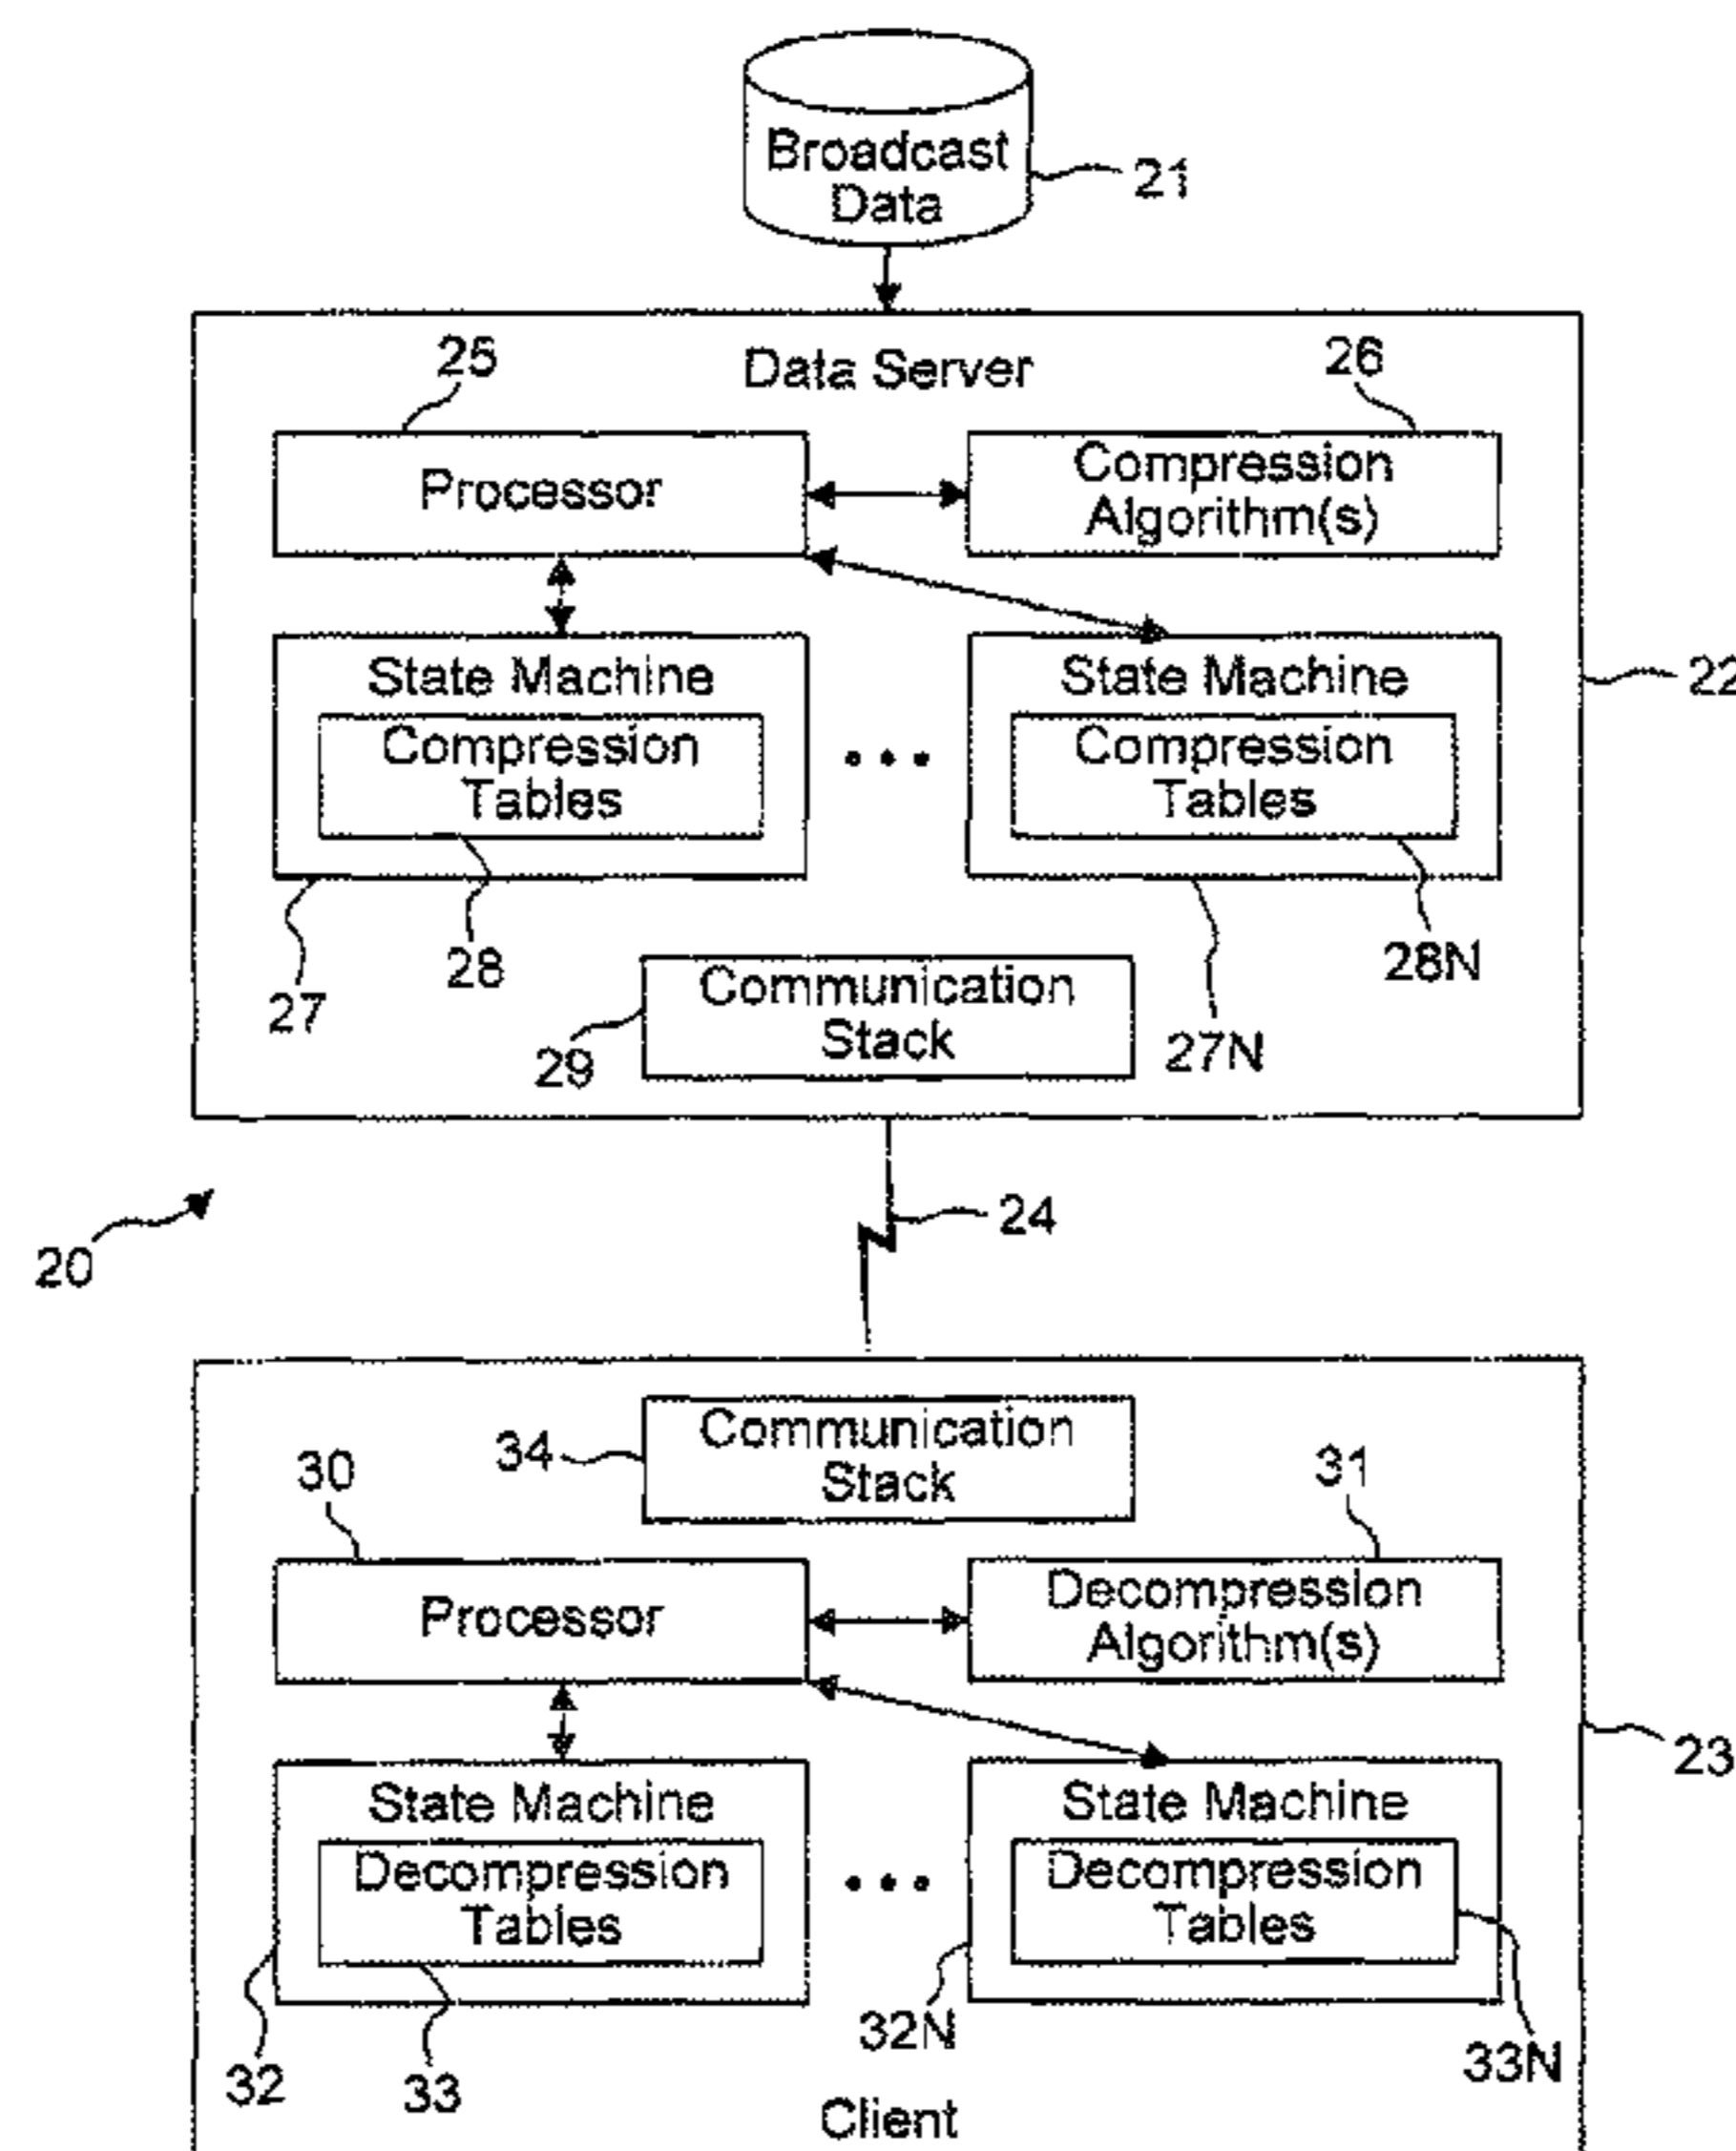 Broadcast
Data
21
Data Server
25
26
Processor
Compression
Algorithm(s)
State Machine
Compression
Tables
• • •
State Machine
Compression
Tables
22
27
28
28N
27N
Communication
Stack
29
20
24
Communication
Stack
34
30
31
Processor
Decompression
Algorithm(s)
23
State Machine
Decompression
Tables
• • •
State Machine
Decompression
Tables
32
33
32N
33N
Client